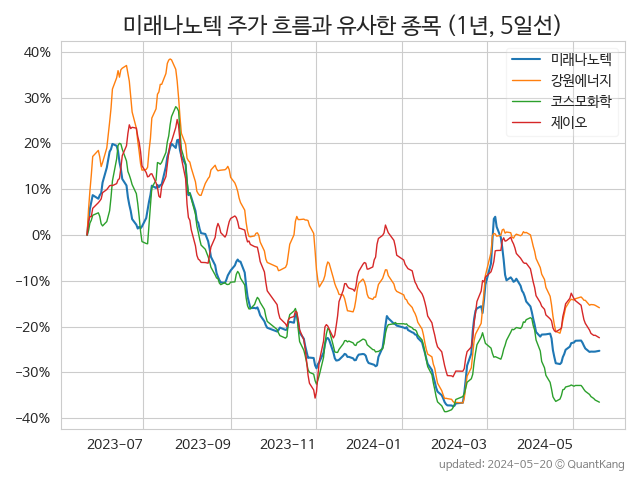 미래나노텍 주가 흐름과 유사한 종목 (1년, 5일선)
미래나노텍
강원에너지
코스모화학
제이오
40%
30%
20%
10%
0%
−10%
−20%
−30%
−40%
2023-07
2023-09
2023-11
2024-01
2024-03
2024-05
updated: 2024-05-20 © QuantKang